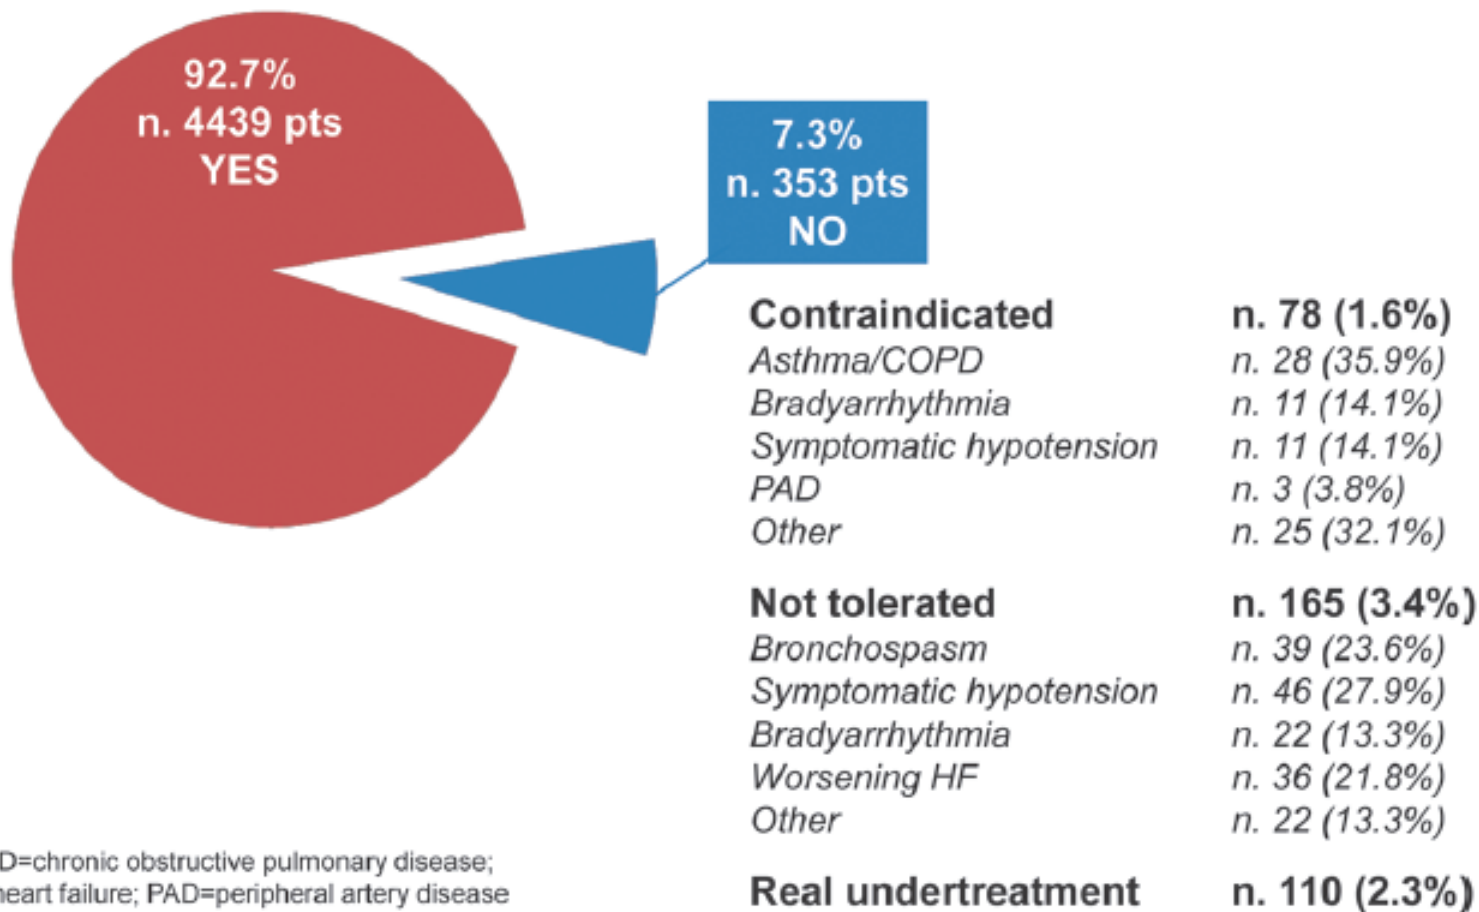 92.7%
n. 4439 pts
YES
7.3%
n. 353 pts
NO
Contraindicated n. 78 (1.6%)
Asthma/COPD n. 28 (35.9%)
Bradyarrhythmia n. 11 (14.1%)
Symptomatic hypotension n. 11 (14.1%)
PAD n. 3 (3.8%)
Other n. 25 (32.1%)
Not tolerated n. 165 (3.4%)
Bronchospasm n. 39 (23.6%)
Symptomatic hypotension n. 46 (27.9%)
Bradyarrhythmia n. 22 (13.3%)
Worsening HF n. 36 (21.8%)
Other n. 22 (13.3%)
Real undertreatment n. 110 (2.3%)
D=chronic obstructive pulmonary disease;
heart failure; PAD=peripheral artery disease